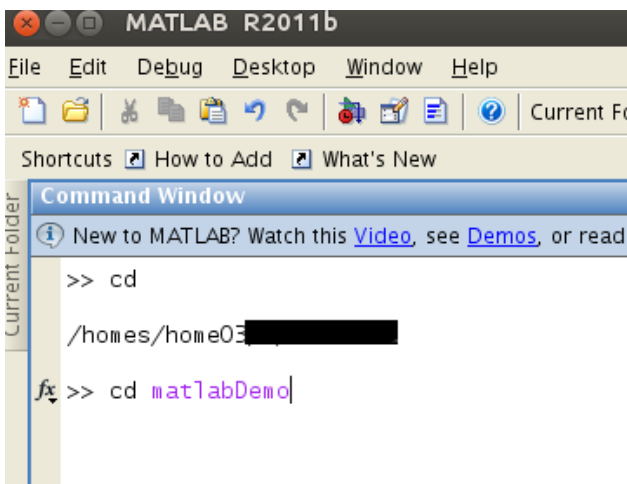 MATLAB R2011b
File Edit Debug Desktop Window Help
Current Fo
Shortcuts How to Add What's New
Current Folder
Command Window
New to MATLAB? Watch this Video, see Demos, or read
>> cd
/homes/home03
fx >> cd matlabDemo